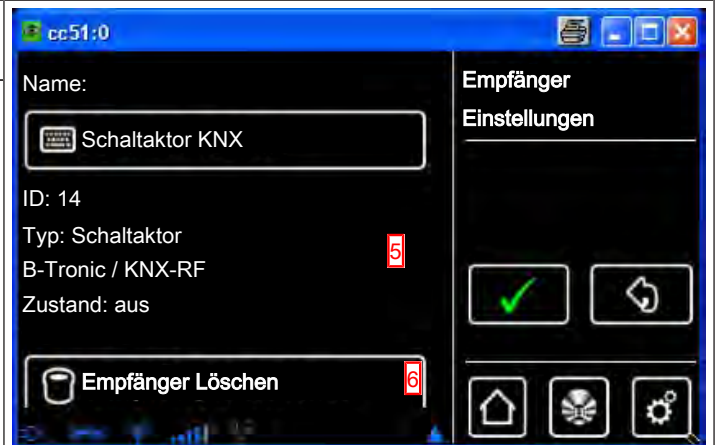 cc51:0
Name:
Schaltaktor KNX
ID: 14
Typ: Schaltaktor
B-Tronic / KNX-RF
Zustand: aus
5
Empfänger Löschen
6
Empfänger
Einstellungen